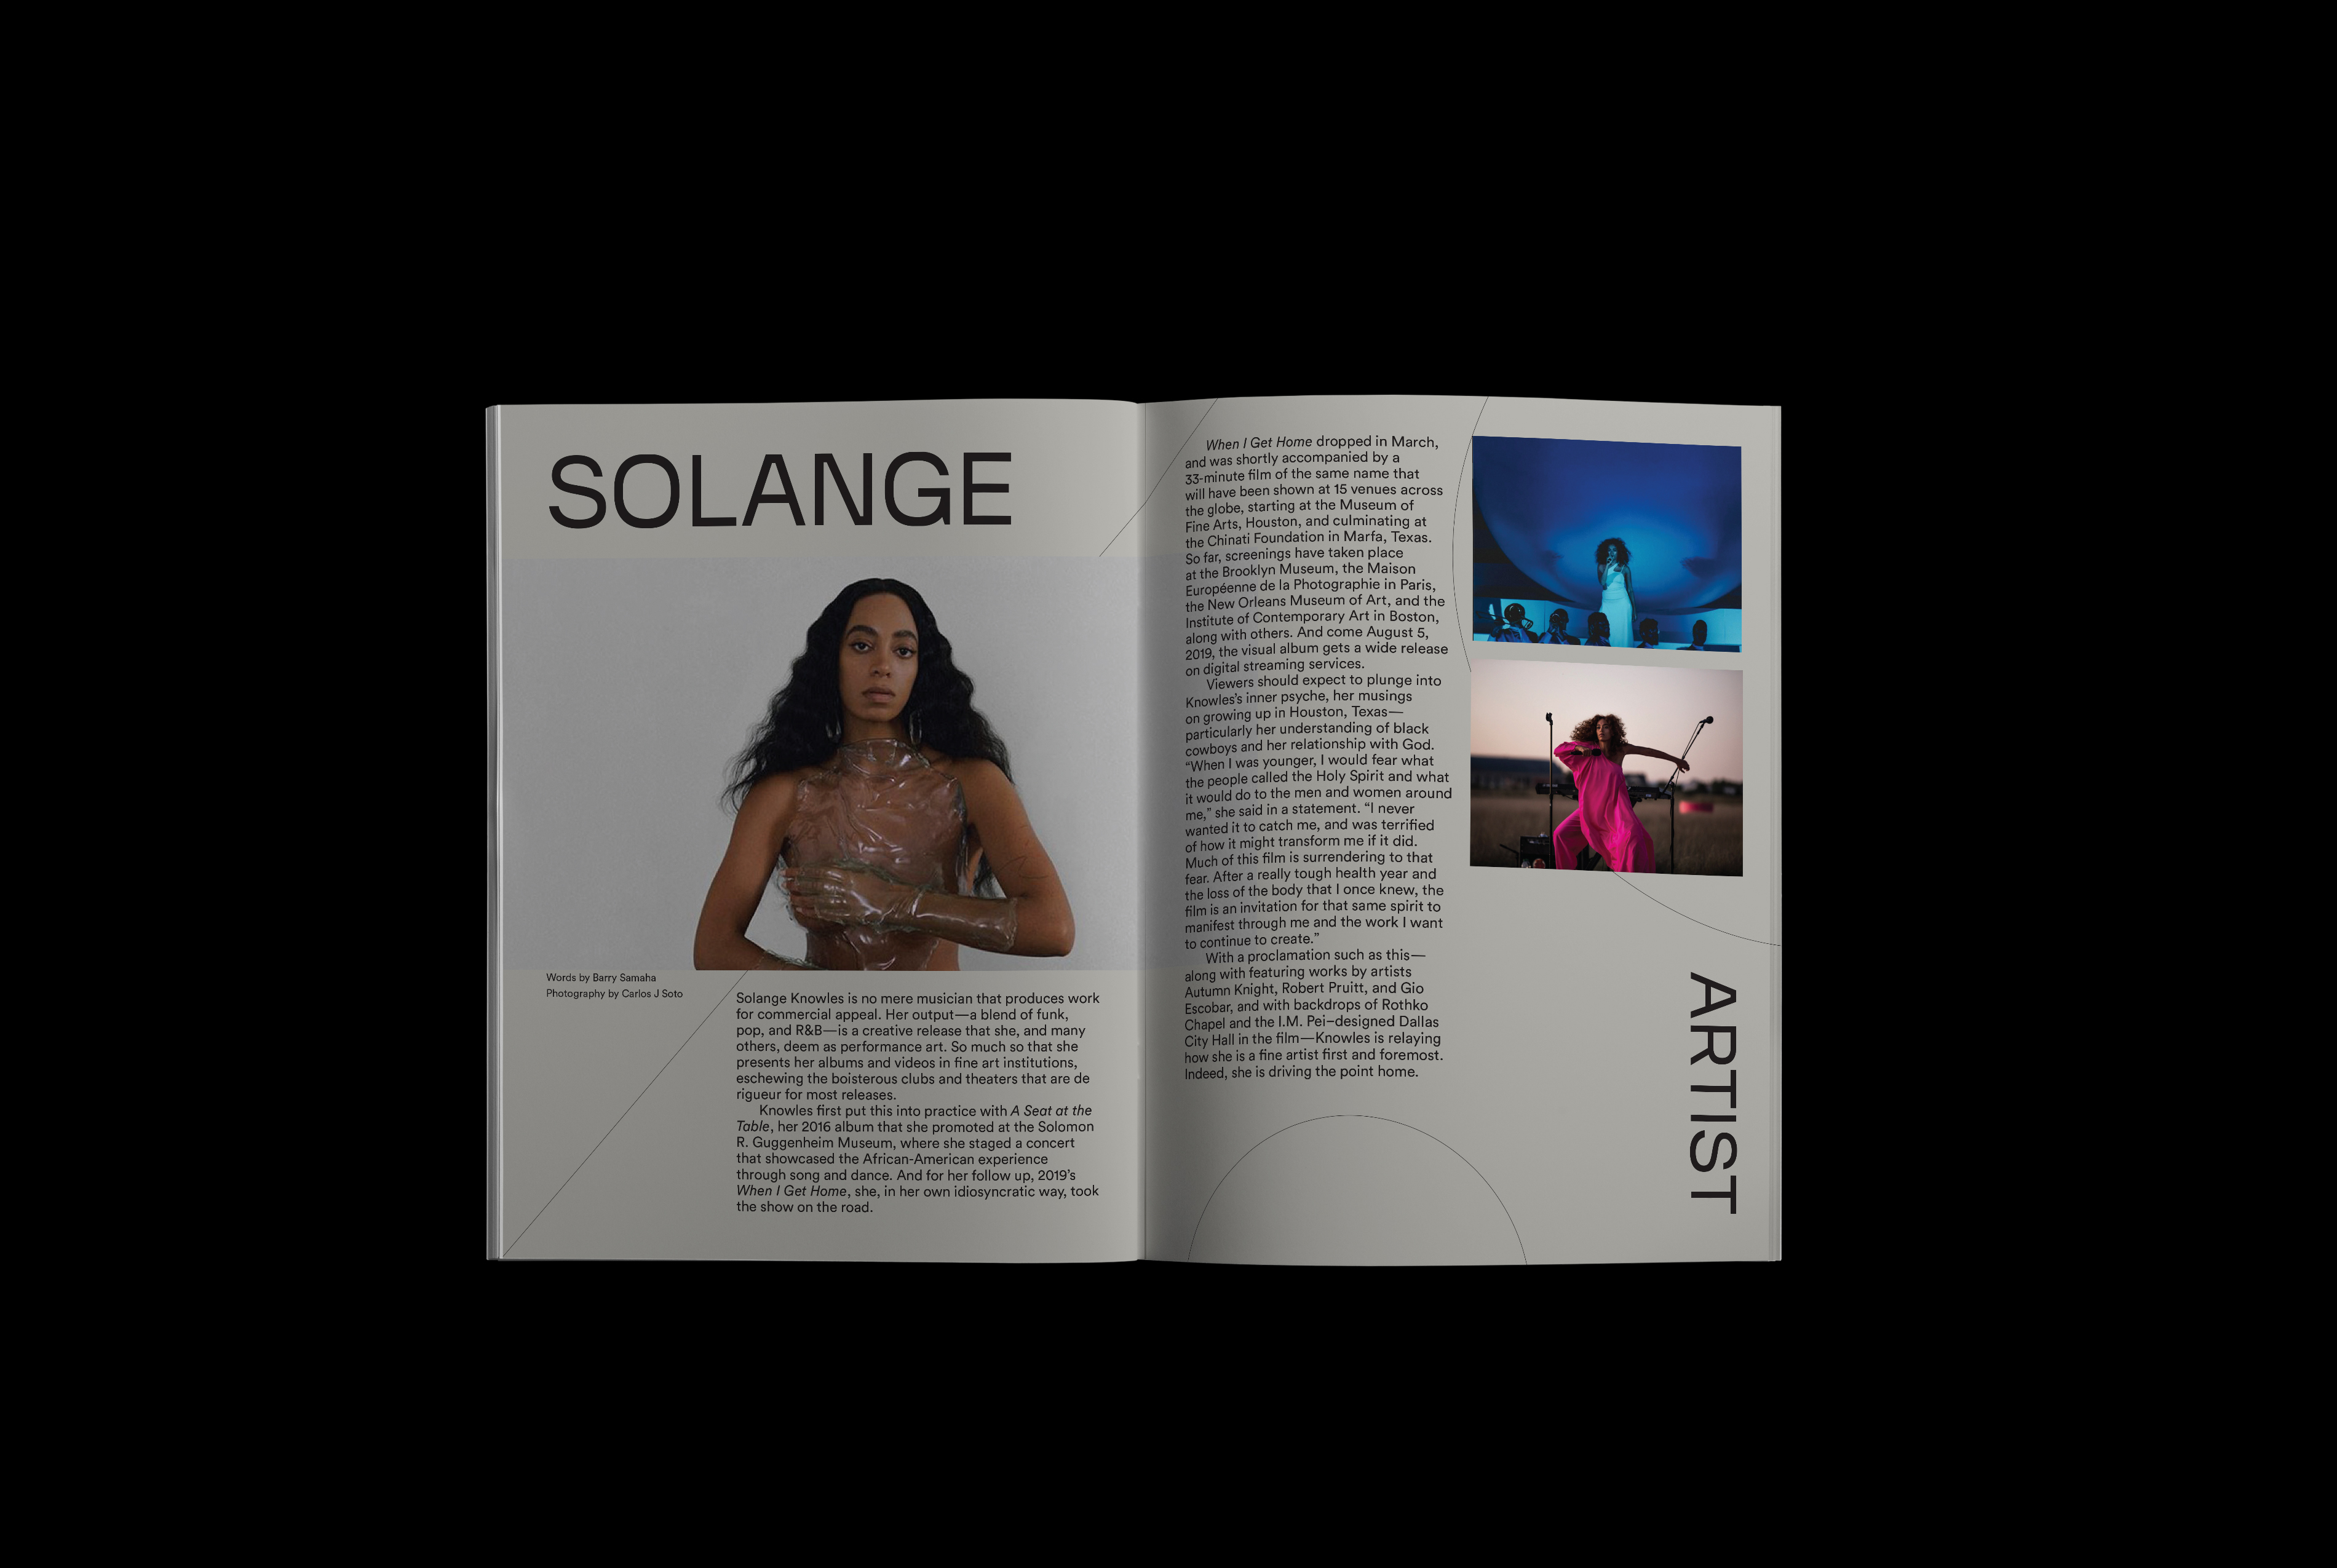 SOLANGE
Words by Barry Samaha
Photography by Carlos J Soto
Solange Knowles is no mere musician that produces work
for commercial appeal. Her output—a blend of funk,
pop, and R&B—is a creative release that she, and many
others, deem as performance art. So much so that she
presents her albums and videos in fine art institutions,
eschewing the boisterous clubs and theaters that are de
rigueur for most releases.
Knowles first put this into practice with A Seat at the
Table, her 2016 album that she promoted at the Solomon
R. Guggenheim Museum, where she staged a concert
that showcased the African-American experience
through song and dance. And for her follow up, 2019’s
When I Get Home, she, in her own idiosyncratic way, took
the show on the road.
When I Get Home dropped in March,
and was shortly accompanied by a
33-minute film of the same name that
will have been shown at 15 venues across
the globe, starting at the Museum of
Fine Arts, Houston, and culminating at
the Chinati Foundation in Marfa, Texas.
So far, screenings have taken place
at the Brooklyn Museum, the Maison
Européenne de la Photographie in Paris,
the New Orleans Museum of Art, and the
Institute of Contemporary Art in Boston,
along with others. And come August 5,
2019, the visual album gets a wide release
on digital streaming services.
Viewers should expect to plunge into
Knowles’s inner psyche, her musings
on growing up in Houston, Texas—
particularly her understanding of black
cowboys and her relationship with God.
“When I was younger, I would fear what
the people called the Holy Spirit and what
it would do to the men and women around
me,” she said in a statement. “I never
wanted it to catch me, and was terrified
of how it might transform me if it did.
Much of this film is surrendering to that
fear. After a really tough health year and
the loss of the body that I once knew, the
film is an invitation for that same spirit to
manifest through me and the work I want
to continue to create.”
With a proclamation such as this—
along with featuring works by artists
Autumn Knight, Robert Pruitt, and Gio
Escobar, and with backdrops of Rothko
Chapel and the I.M. Pei–designed Dallas
City Hall in the film—Knowles is relaying
how she is a fine artist first and foremost.
Indeed, she is driving the point home.
ARTIST